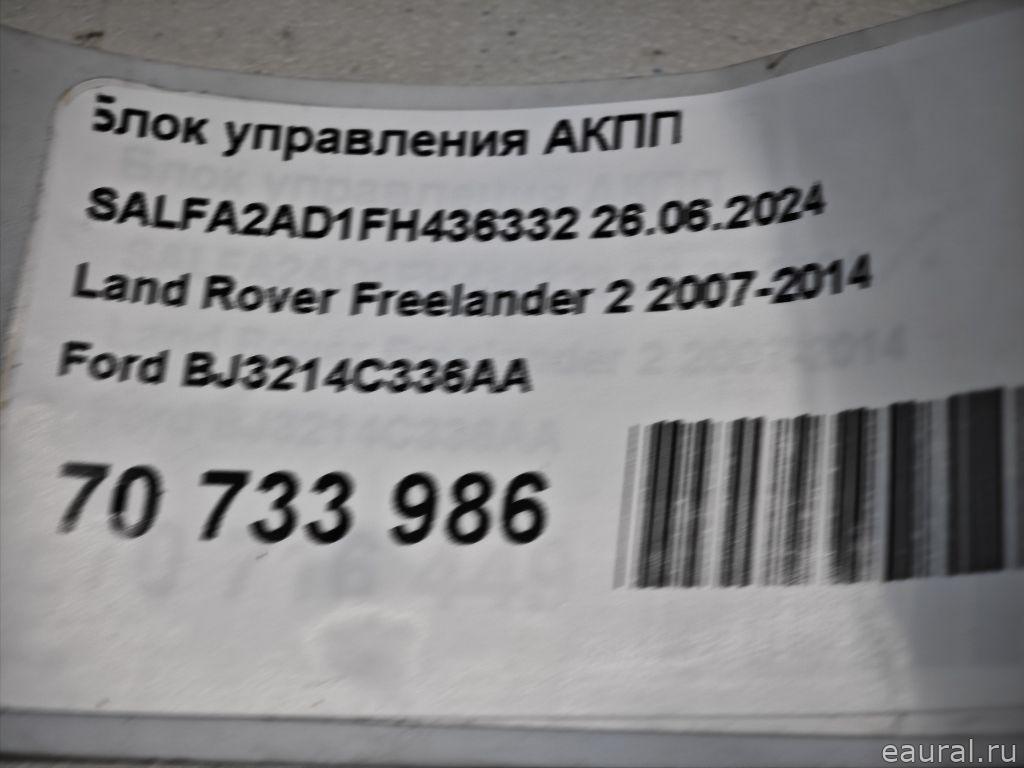 Блок управления АКПП
SALFA2AD1FH436332 26.06.2024
Land Rover Freelander 2 2007-2014
Ford BJ3214C336AA
70 733 986
eaural.ru